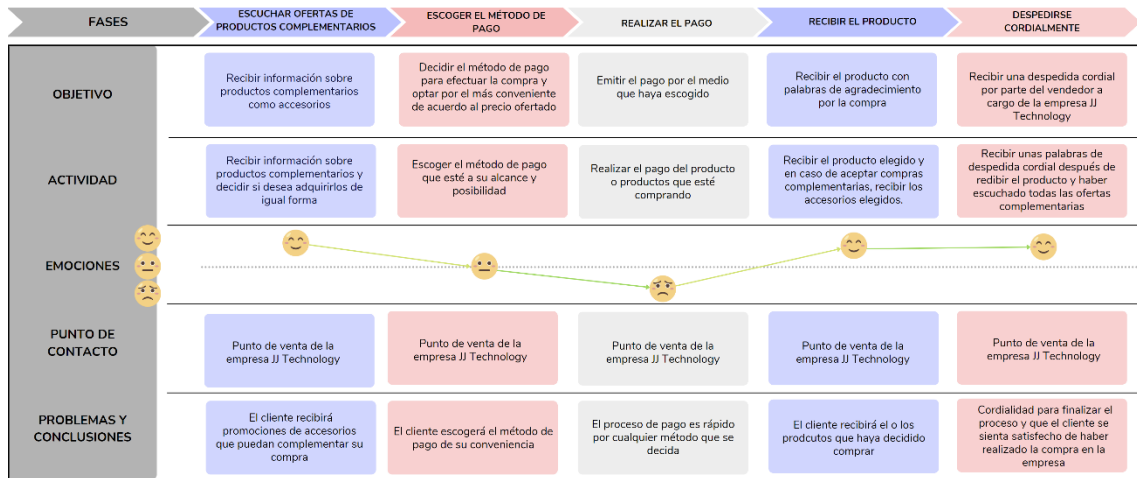 FASES
ESCUCHAR OFERTAS DE
PRODUCTOS COMPLEMENTARIOS
ESCOGER EL MÉTODO DE
PAGO
REALIZAR EL PAGO
RECIBIR EL PRODUCTO
DESPEDIRSE
CORDIALMENTE
OBJETIVO
Recibir información sobre
productos complementarios
como accesorios
Decidir el método de pago
para efectuar la compra y
optar por el más conveniente
de acuerdo al precio ofertado
Emitir el pago por el medio
que haya escogido
Recibir el producto con
palabras de agradecimiento
por la compra
Recibir una despedida cordial
por parte del vendedor a
cargo de la empresa JJ
Technology
ACTIVIDAD
Recibir información sobre
productos complementarios y
decidir si desea adquirirlos de
igual forma
Escoger el método de pago
que esté a su alcance y
posibilidad
Realizar el pago del producto
o productos que esté
comprando
Recibir el producto elegido y
en caso de aceptar compras
complementarias, recibir los
accesorios elegidos.
Recibir unas palabras de
despedida cordial después de
redibir el producto y haber
escuchado todas las ofertas
complementarias
EMOCIONES
PUNTO DE
CONTACTO
Punto de venta de la
empresa JJ Technology
Punto de venta de la
empresa JJ Technology
Punto de venta de la
empresa JJ Technology
Punto de venta de la
empresa JJ Technology
Punto de venta de la
empresa JJ Technology
PROBLEMAS Y
CONCLUSIONES
El cliente recibirá
promociones de accesorios
que puedan complementar su
compra
El cliente escogerá el método de
pago de su conveniencia
El proceso de pago es rápido
por cualquier método que se
decida
El cliente recibirá el o los
prodcutos que haya decidido
comprar
Cordialidad para finalizar el
proceso y que el cliente se
sienta satisfecho de haber
realizado la compra en la
empresa